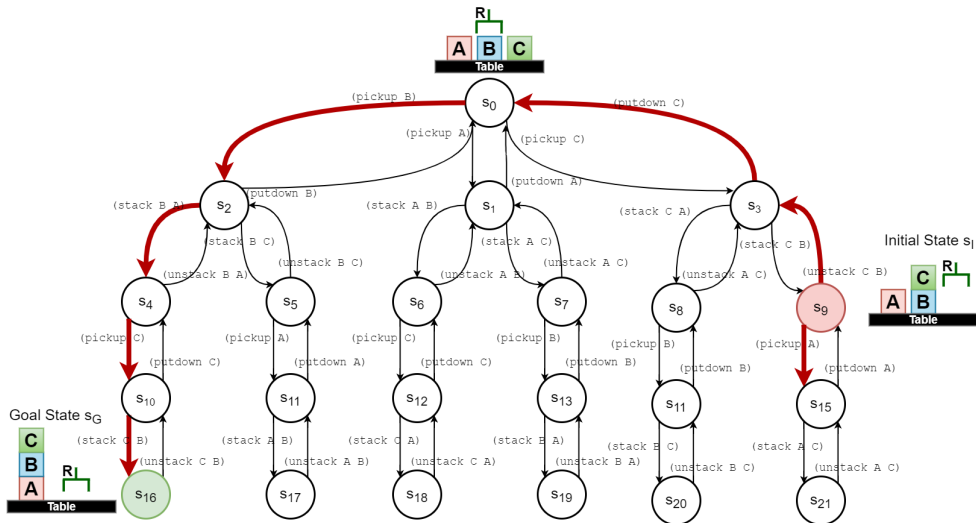 R
A B C
Table
s0
(pickup B)
(putdown C)
(pickup A)
(pickup C)
s2
s1
s3
(putdown B)
(putdown A)
(stack B A)
(stack B C)
(stack A B)
(stack A C)
(stack C A)
(stack C B)
Initial State sI
R
C
A B
Table
(unstack B A)
(unstack B C)
(unstack A B)
(unstack A C)
(unstack A C)
(unstack C B)
s4
s5
s6
s7
s8
s9
(pickup C)
(pickup A)
(pickup C)
(pickup B)
(pickup B)
(pickup A)
(putdown C)
(putdown A)
(putdown C)
(putdown B)
(putdown B)
(putdown A)
s10
s11
s12
s13
s11
s15
Goal State sG
C
B
A
R
Table
(stack C B)
(stack A B)
(stack C A)
(stack B A)
(stack B C)
(stack A C)
(unstack C B)
(unstack A B)
(unstack C A)
(unstack B A)
(unstack B C)
(unstack A C)
s16
s17
s18
s19
s20
s21